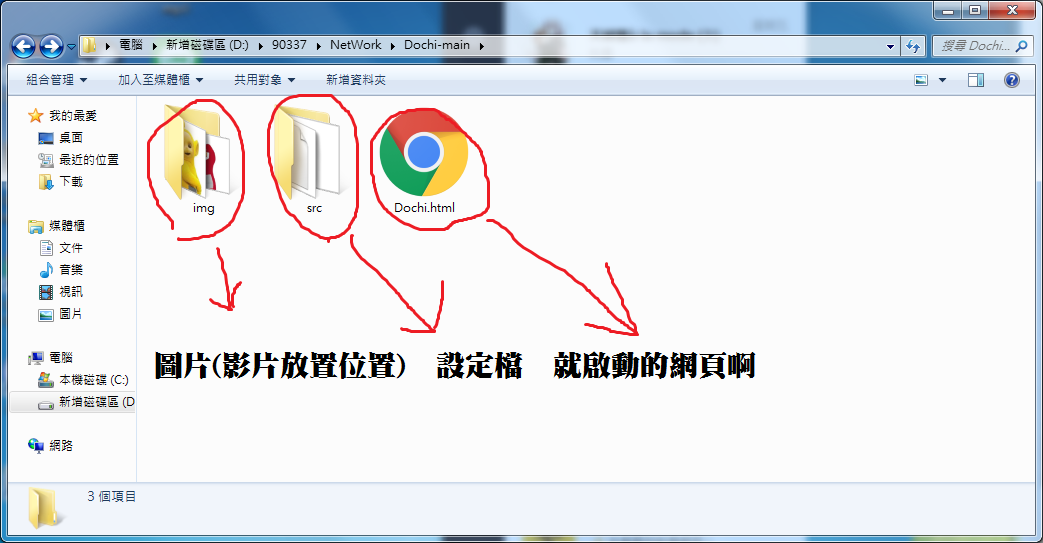 電腦 新增磁碟區 (D:) 90337 NetWork Dochi-main
搜尋 Dochi...
組合管理 加入至媒體櫃 共用對象 新增資料夾
我的最愛
桌面
最近的位置
下載
媒體櫃
文件
音樂
視訊
圖片
電腦
本機磁碟 (C:)
新增磁碟區 (D
網路
img src Dochi.html
圖片(影片放置位置) 設定檔 就啟動的網頁啊
3 個項目